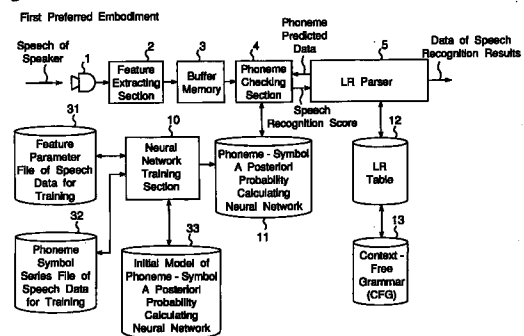 First Preferred Embodiment
Speech of
Speaker
1
2
Feature
Extracting
Section
3
Buffer
Memory
4
Phoneme
Checking
Section
Phoneme
Predicted
Data
Speech
Recognition Score
5
LR Parser
Data of Speech
Recognition Results
31
Feature
Parameter
File of Speech
Data for
Training
10
Neural
Network
Training
Section
Phoneme - Symbol
A Posteriori
Probability
Calculating
Neural Network
11
12
LR
Table
13
Context -
Free
Grammar
(CFG)
32
Phoneme
Symbol
Series File of
Speech Data
for Training
33
Initial Model of
Phoneme - Symbol
A Posteriori
Probability
Calculating
Neural Network